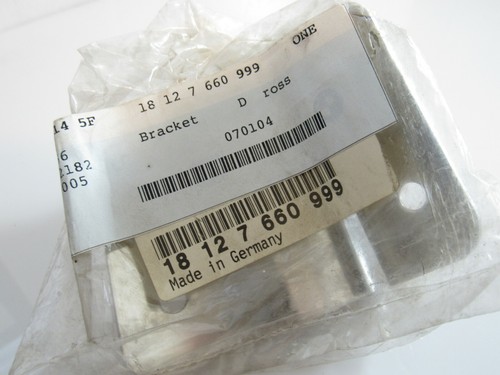 14 5F 18 12 7 660 999 ONE
6 Bracket D ross
2182 070104
005
18 12 7 660 999
Made in Germany